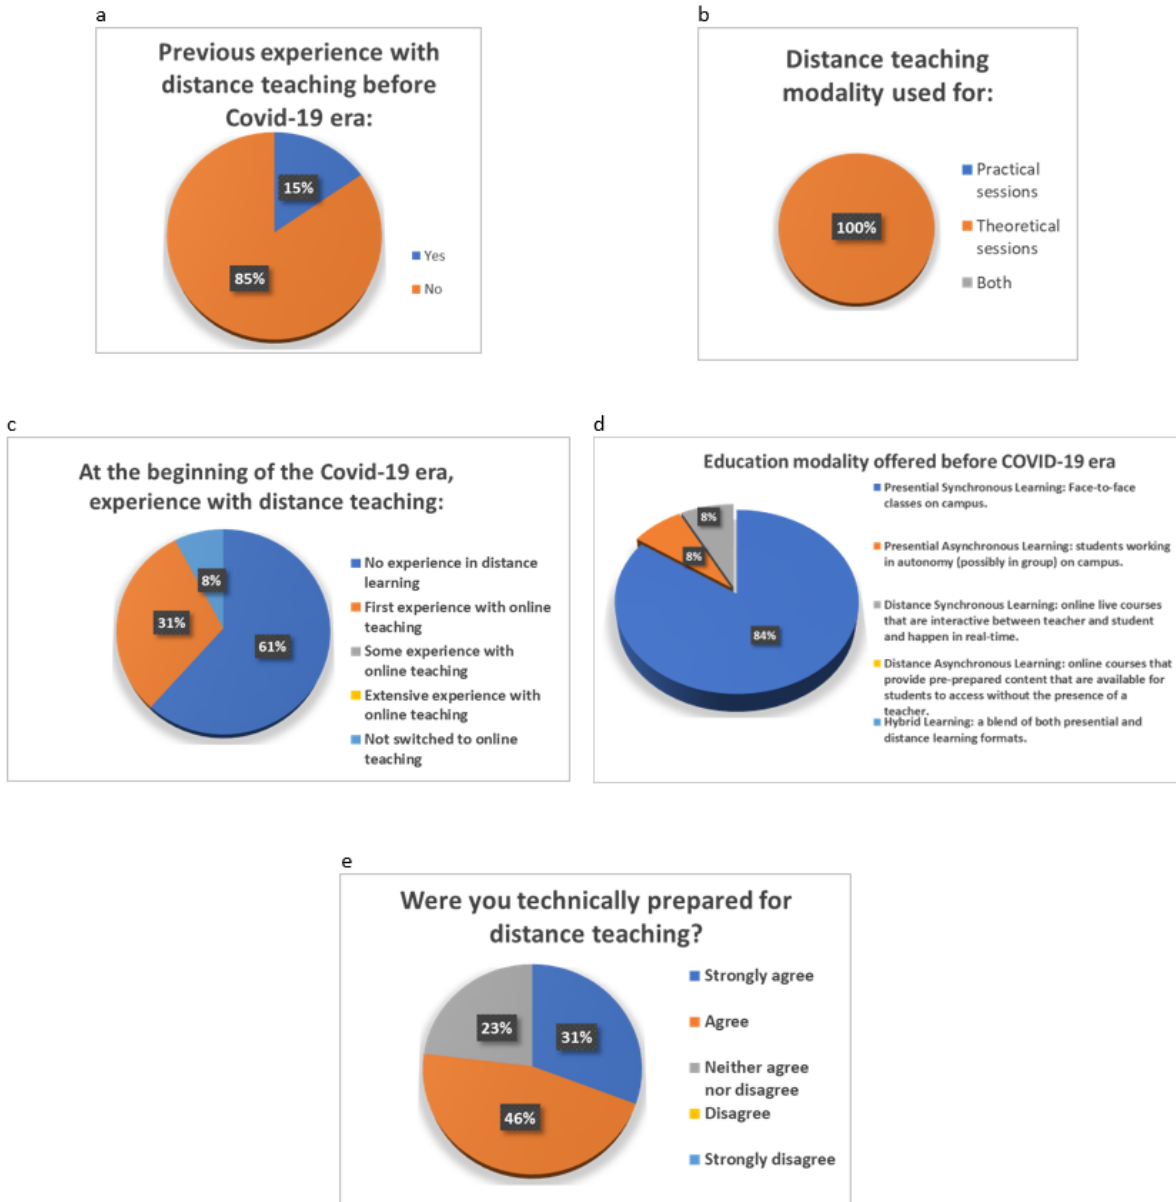 a
Previous experience with
distance teaching before
Covid-19 era:
15%
85%
Yes
No
b
Distance teaching
modality used for:
100%
Practical
sessions
Theoretical
sessions
Both
c
At the beginning of the Covid-19 era,
experience with distance teaching:
8%
31%
61%
No experience in distance
learning
First experience with online
teaching
Some experience with
online teaching
Extensive experience with
online teaching
Not switched to online
teaching
d
Education modality offered before COVID-19 era
8%
8%
84%
Presential Synchronous Learning: Face-to-face
classes on campus.
Presential Asynchronous Learning: students working
in autonomy (possibly in group) on campus.
Distance Synchronous Learning: online live courses
that are interactive between teacher and student
and happen in real-time.
Distance Asynchronous Learning: online courses that
provide pre-prepared content that are available for
students to access without the presence of a
teacher.
Hybrid Learning: a blend of both presential and
distance learning formats.
e
Were you technically prepared for
distance teaching?
23%
31%
46%
Strongly agree
Agree
Neither agree
nor disagree
Disagree
Strongly disagree